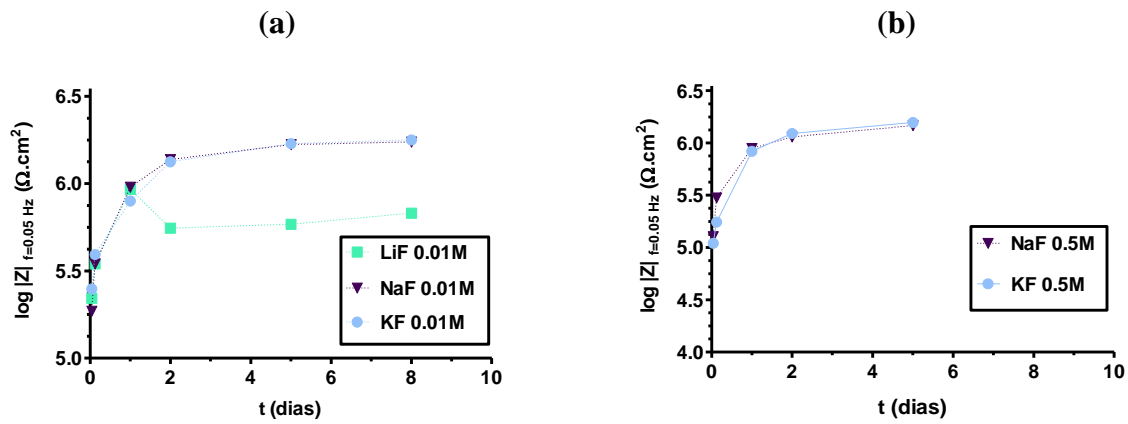 (a)
6.5
6.0
5.5
5.0
0
2
4
6
8
10
log |Z| f=0.05 Hz (Ω.cm²)
t (dias)
LiF 0.01M
NaF 0.01M
KF 0.01M
(b)
6.5
6.0
5.5
5.0
4.5
4.0
0
2
4
6
8
10
log |Z| f=0.05 Hz (Ω.cm²)
t (dias)
NaF 0.5M
KF 0.5M